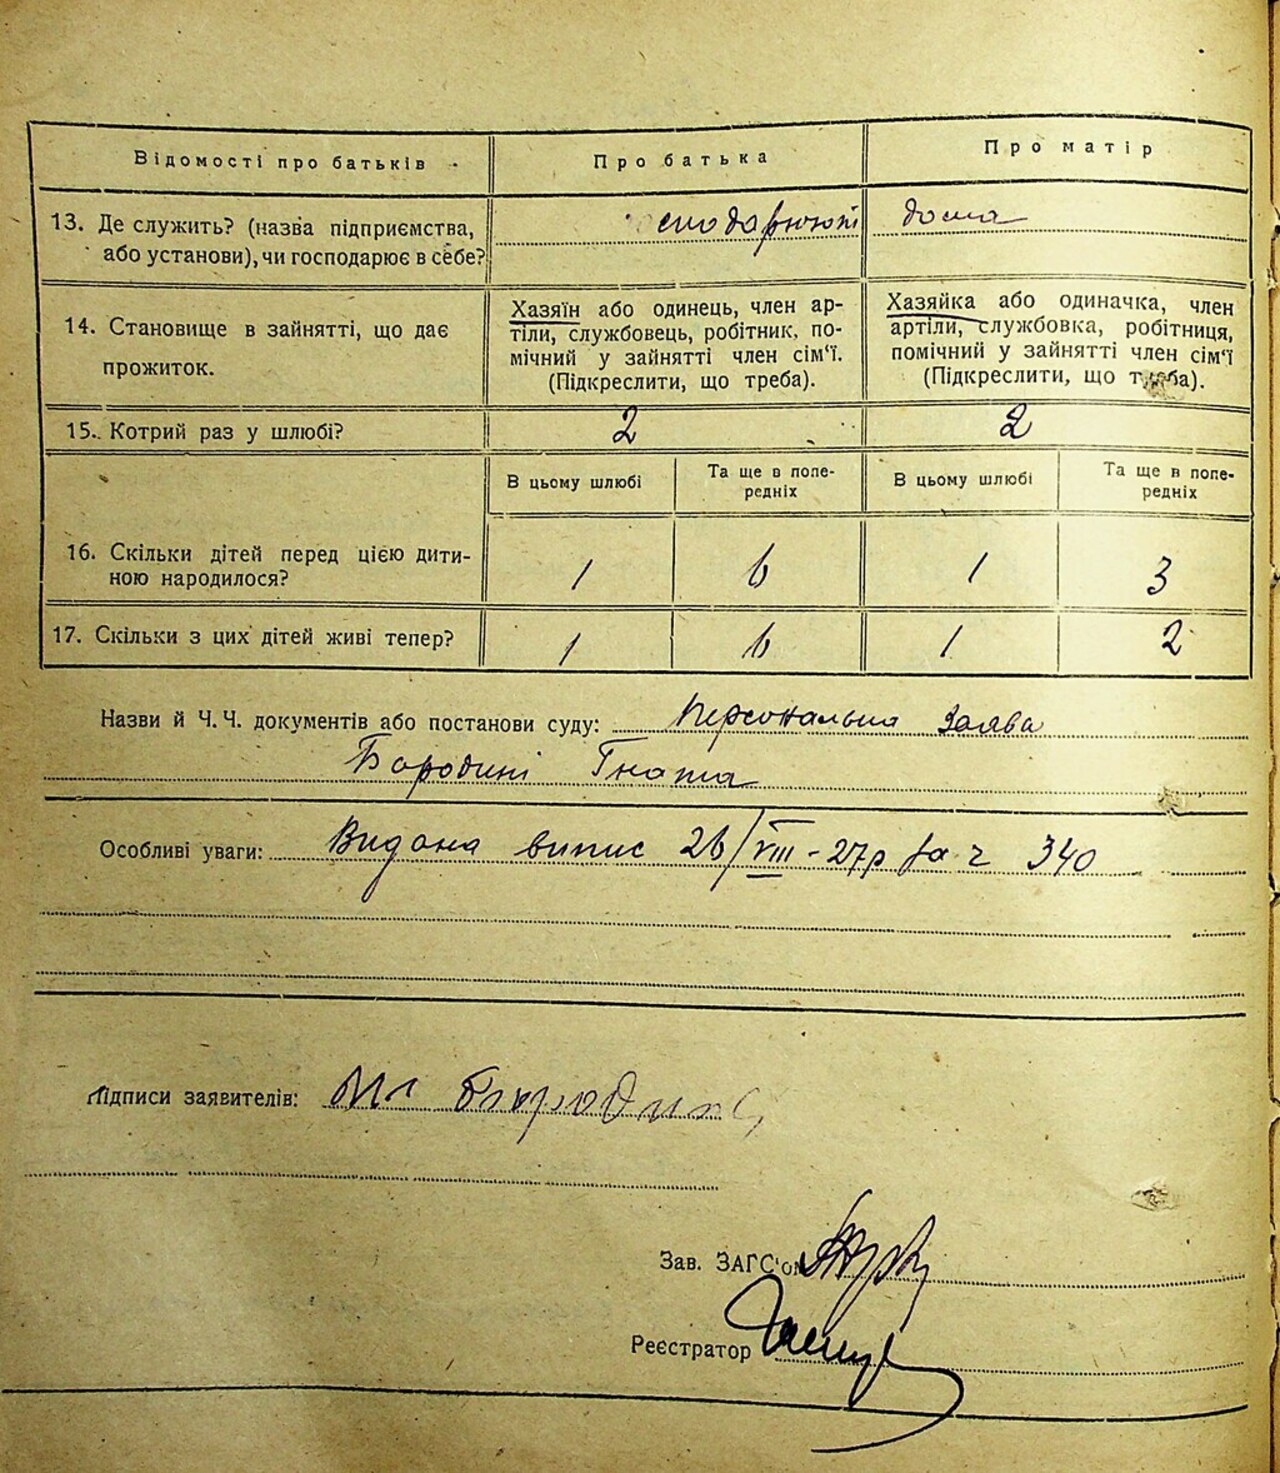 Відомості про батьків
Про батька
Про матір
13. Де служить? (назва підприємства,
або установи), чи господарює в себе?
сподарюют
дома
14. Становище в зайнятті, що дає
прожиток.
Хазяїн або одинець, член ар-
тіли, службовець, робітник, по-
мічний у зайнятті член сім'ї.
(Підкреслити, що треба).
Хазяйка або одиначка, член
артіли, службовка, робітниця,
помічний у зайнятті член сім'ї
(Підкреслити, що треба).
15. Котрий раз у шлюбі?
2
2
В цьому шлюбі
Та ще в попе-
редніх
В цьому шлюбі
Та ще в попе-
редніх
16. Скільки дітей перед цією дити-
ною народилося?
1
6
1
3
17. Скільки з цих дітей живі тепер?
1
6
1
2
Назви й Ч. Ч. документів або постанови суду: персональна заява
Бородині Гната
Особливі уваги: Видана випис 26/VIII - 27р за ч 340
Підписи заявителів:
Зав. ЗАГС'ом
Реєстратор